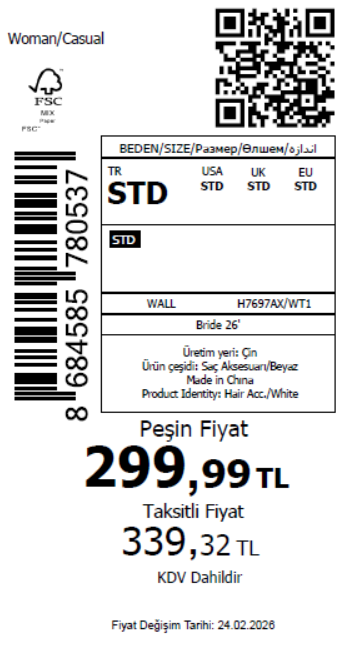 Woman/Casual
FSC
MIX
Paper
FSC™
BEDEN/SIZE/Размер/Өлшем/اندازه
TR
STD
USA
STD
UK
STD
EU
STD
STD
WALL H7697AX/WT1
Bride 26'
Üretim yeri: Çin
Ürün çeşidi: Saç Aksesuarı/Beyaz
Made in China
Product Identity: Hair Acc./White
8 684585 780537
Peşin Fiyat
299,99 TL
Taksitli Fiyat
339,32 TL
KDV Dahildir
Fiyat Değişim Tarihi: 24.02.2026